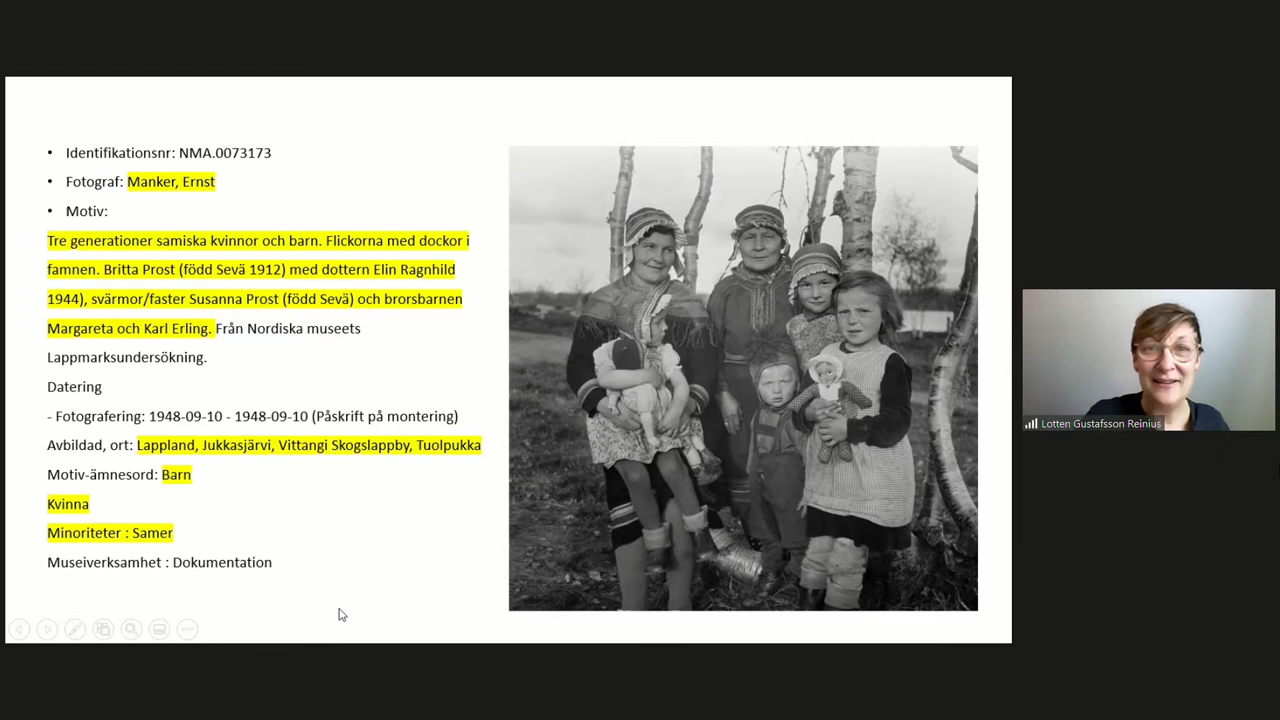 • Identifikationsnr: NMA.0073173
• Fotograf: Manker, Ernst
• Motiv:
Tre generationer samiska kvinnor och barn. Flickorna med dockor i
famnen. Britta Prost (född Sevä 1912) med dottern Elin Ragnhild
1944), svärmor/faster Susanna Prost (född Sevä) och brorsbarnen
Margareta och Karl Erling. Från Nordiska museets
Lappmarksundersökning.
Datering
- Fotografering: 1948-09-10 - 1948-09-10 (Påskrift på montering)
Avbildad, ort: Lappland, Jukkasjärvi, Vittangi Skogslappby, Tuolpukka
Motiv-ämnesord: Barn
Kvinna
Minoriteter : Samer
Museiverksamhet : Dokumentation
Lotten Gustafsson Reinius